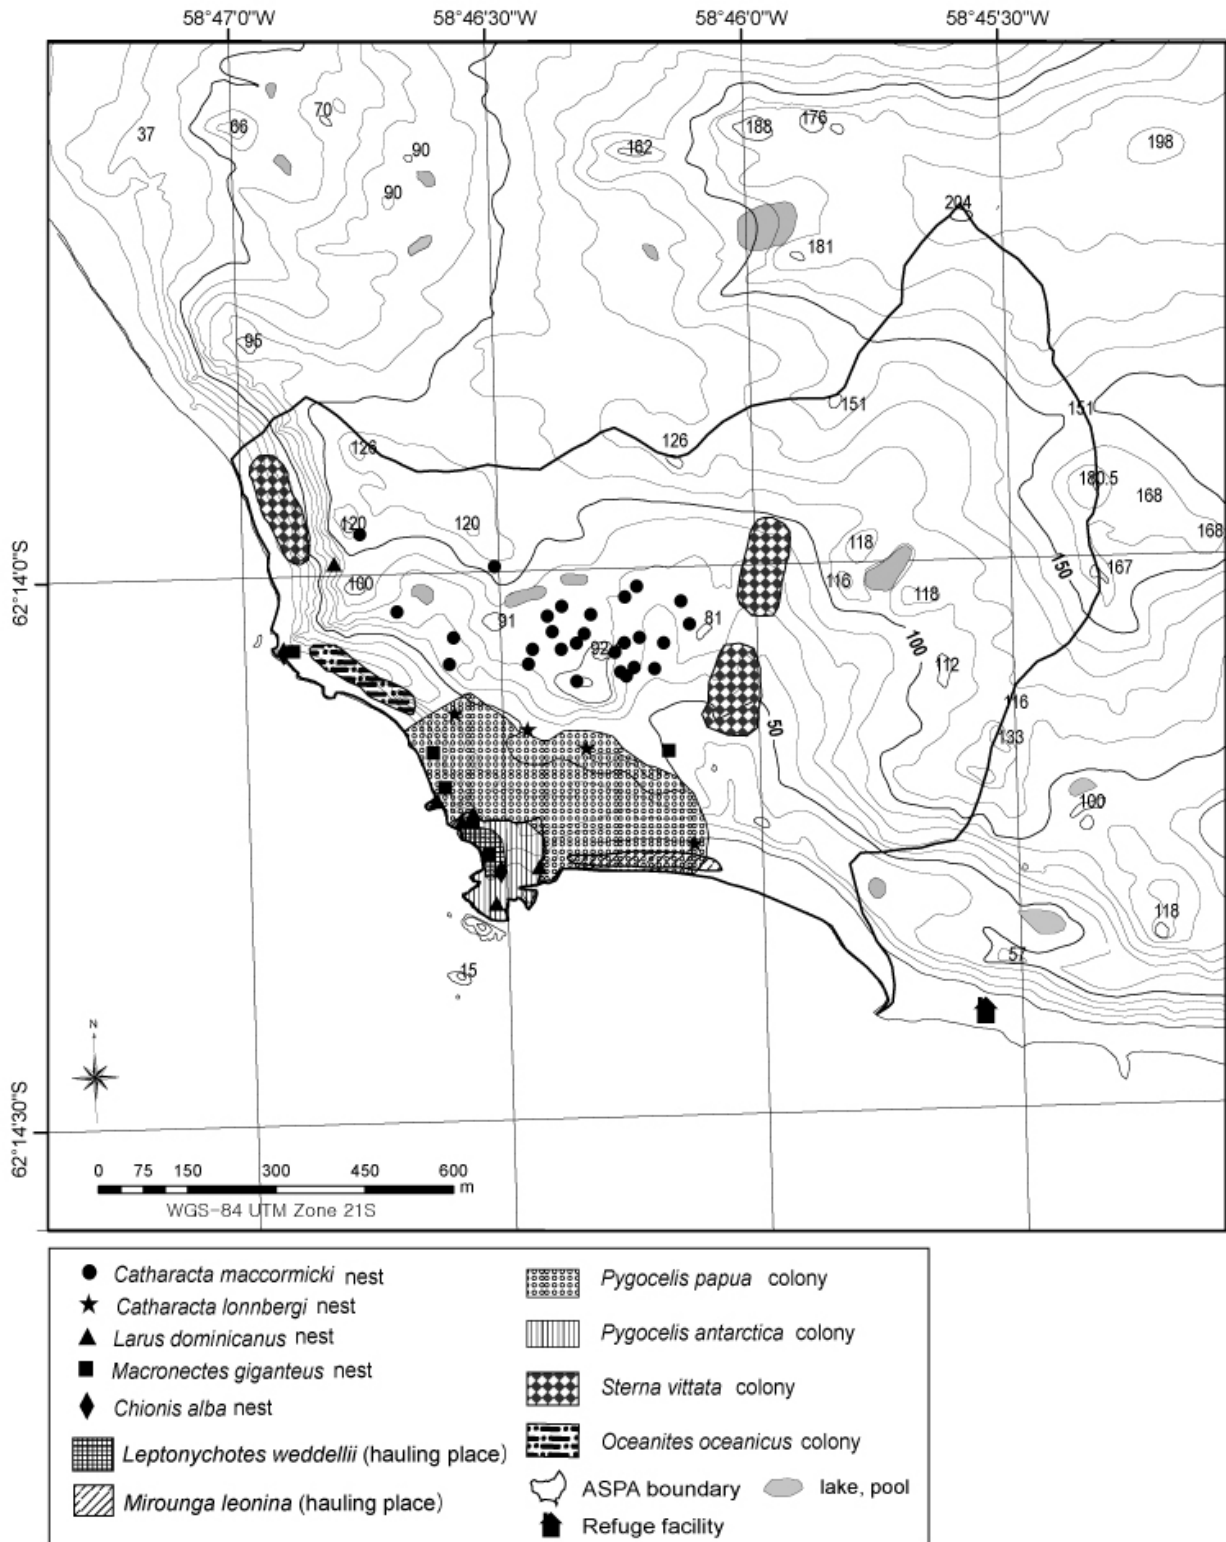 58°47'0"W 58°46'30"W 58°46'0"W 58°45'30"W
37
66
70
90
90
162
188
176
198
204
181
95
151
151
126
126
180.5
168
168
120
120
118
167
150
62°14'0"S
100
116
118
91
81
92
100
112
116
50
133
100
118
57
15
N
62°14'30"S
0 75 150 300 450 600
m
WGS-84 UTM Zone 21S
Catharacta maccormicki nest
Catharacta lonnbergi nest
Larus dominicanus nest
Macronectes giganteus nest
Chionis alba nest
Leptonychotes weddellii (hauling place)
Mirounga leonina (hauling place)
Pygocelis papua colony
Pygocelis antarctica colony
Sterna vittata colony
Oceanites oceanicus colony
ASPA boundary lake, pool
Refuge facility